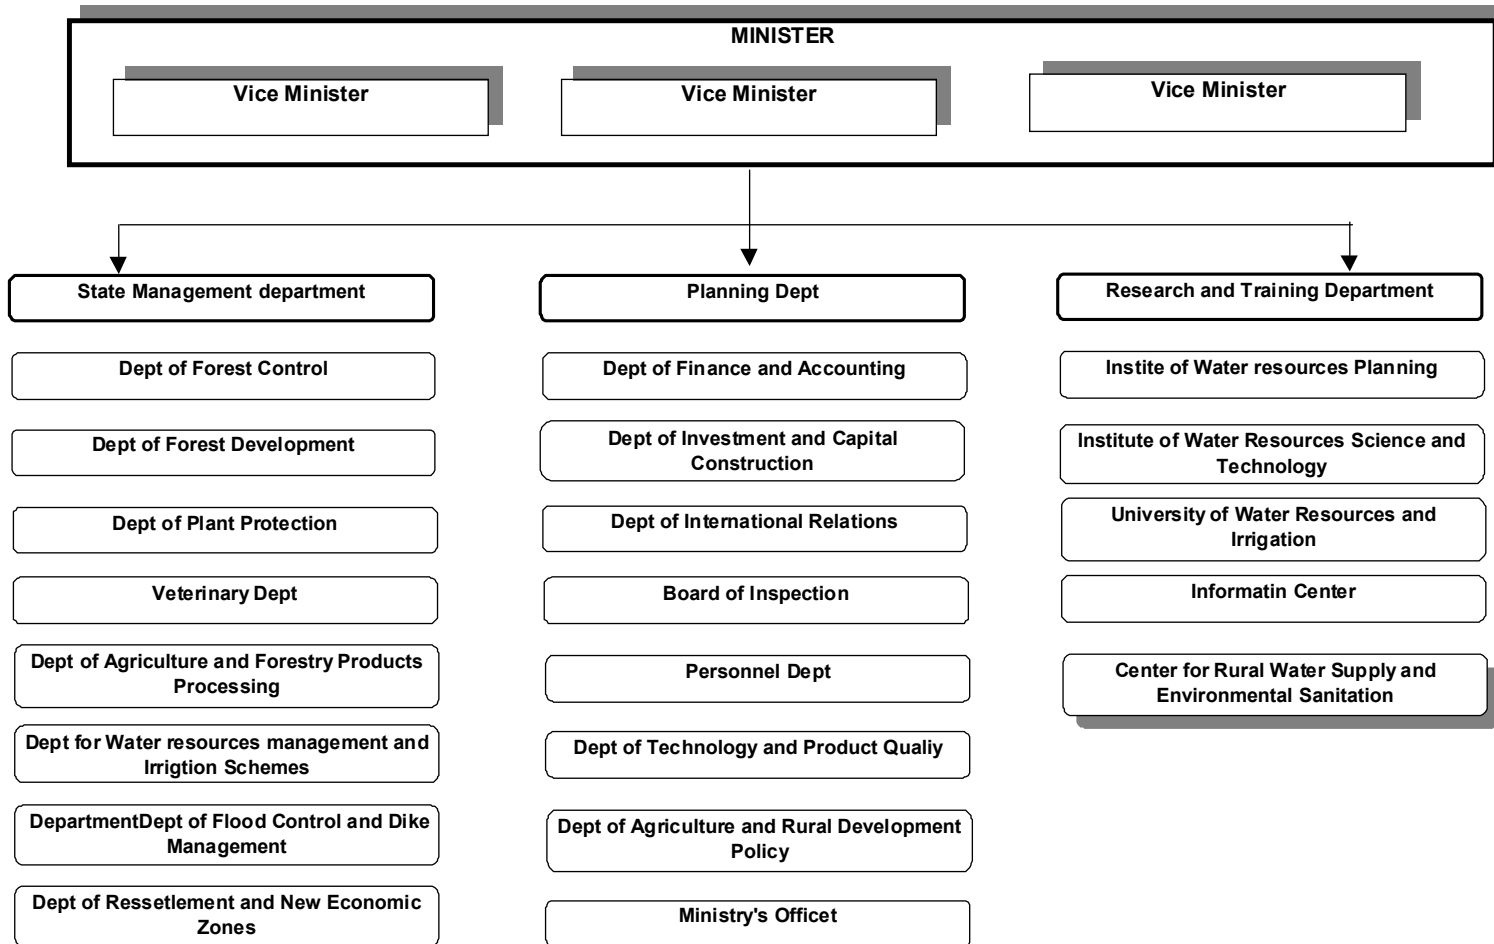 MINISTER
Vice Minister
Vice Minister
Vice Minister
State Management department
Dept of Forest Control
Dept of Forest Development
Dept of Plant Protection
Veterinary Dept
Dept of Agriculture and Forestry Products
Processing
Dept for Water resources management and
Irrigtion Schemes
DepartmentDept of Flood Control and Dike
Management
Dept of Ressetlement and New Economic
Zones
Planning Dept
Dept of Finance and Accounting
Dept of Investment and Capital
Construction
Dept of International Relations
Board of Inspection
Personnel Dept
Dept of Technology and Product Qualiy
Dept of Agriculture and Rural Development
Policy
Ministry's Officet
Research and Training Department
Instite of Water resources Planning
Institute of Water Resources Science and
Technology
University of Water Resources and
Irrigation
Informatin Center
Center for Rural Water Supply and
Environmental Sanitation